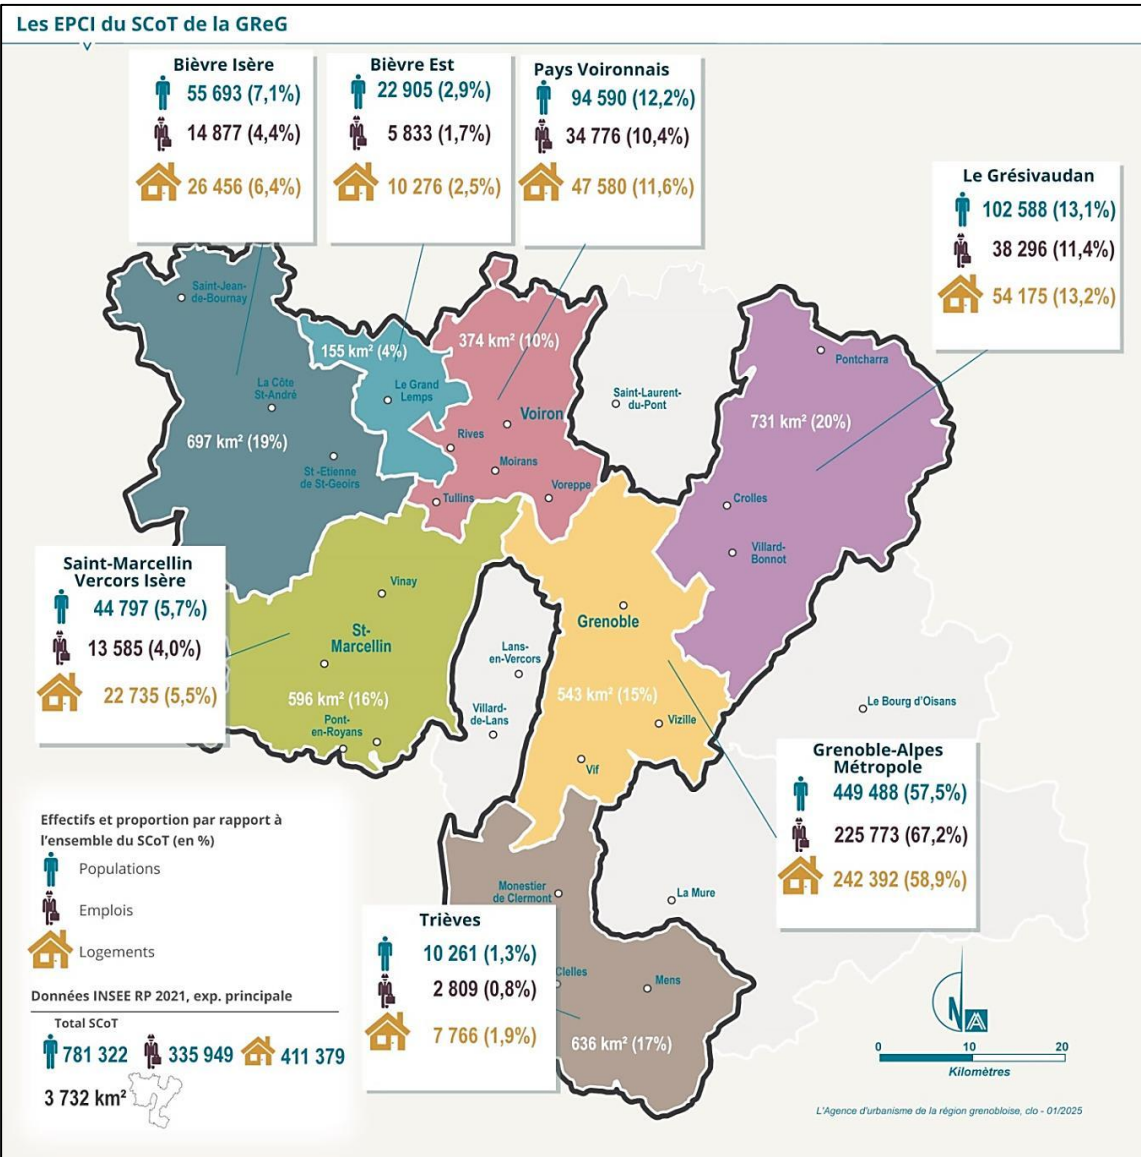 Les EPCI du SCoT de la GReG
Bièvre Isère
55 693 (7,1%)
14 877 (4,4%)
26 456 (6,4%)
Bièvre Est
22 905 (2,9%)
5 833 (1,7%)
10 276 (2,5%)
Pays Voironnais
94 590 (12,2%)
34 776 (10,4%)
47 580 (11,6%)
Le Grésivaudan
102 588 (13,1%)
38 296 (11,4%)
54 175 (13,2%)
Saint-Jean-
de-Bournay
155 km² (4%)
374 km² (10%)
Pontcharra
La Côte
St-André
Le Grand
Lemps
Saint-Laurent-
du-Pont
697 km² (19%)
Voiron
731 km² (20%)
Rives
St -Etienne
de St-Geoirs
Moirans
Tullins
Voreppe
Crolles
Villard-
Bonnot
Saint-Marcellin
Vercors Isère
44 797 (5,7%)
13 585 (4,0%)
22 735 (5,5%)
Vinay
St-
Marcellin
Grenoble
Lans-
en-Vercors
596 km² (16%)
543 km² (15%)
Villard-
de-Lans
Pont-
en-Royans
Vizille
Le Bourg d'Oisans
Vif
Grenoble-Alpes
Métropole
449 488 (57,5%)
225 773 (67,2%)
242 392 (58,9%)
Monestier
de Clermont
La Mure
Trièves
10 261 (1,3%)
2 809 (0,8%)
7 766 (1,9%)
Clelles
Mens
636 km² (17%)
Effectifs et proportion par rapport à
l'ensemble du SCoT (en %)
Populations
Emplois
Logements
Données INSEE RP 2021, exp. principale
Total SCoT
781 322 335 949 411 379
3 732 km²
N
0 10 20
Kilomètres
L'Agence d'urbanisme de la région grenobloise, clo - 01/2025